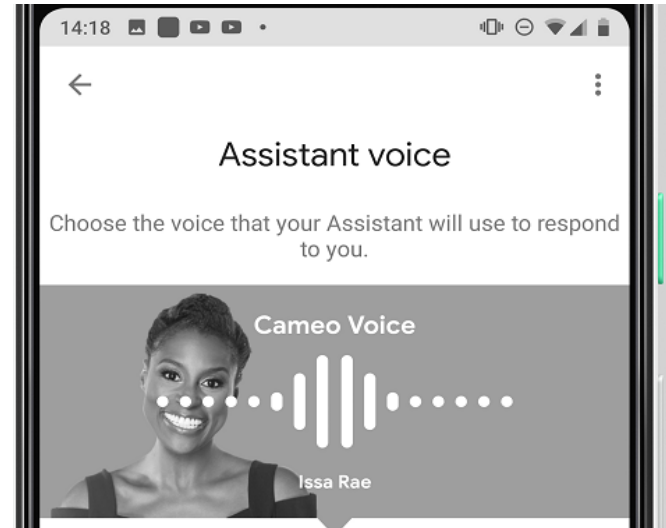 14:18
Assistant voice
Choose the voice that your Assistant will use to respond
to you.
Cameo Voice
Issa Rae